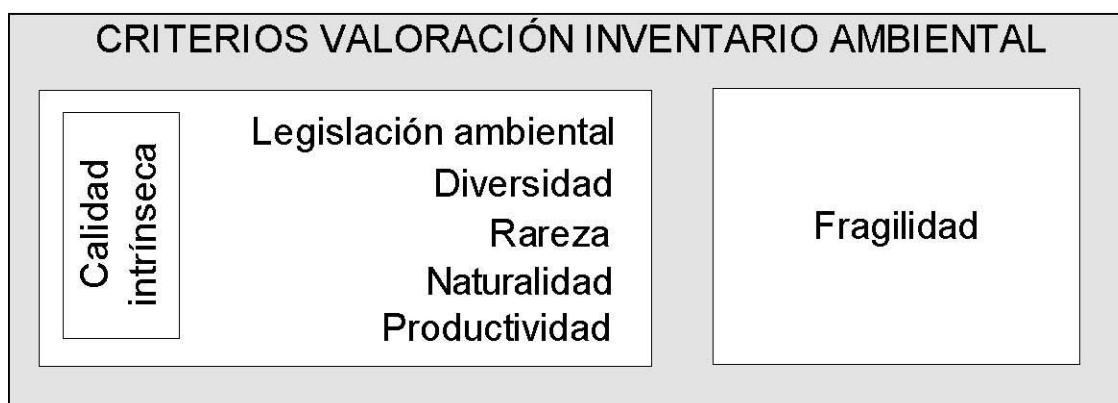 CRITERIOS VALORACIÓN INVENTARIO AMBIENTAL
Calidad
intrínseca
Legislación ambiental
Diversidad
Rareza
Naturalidad
Productividad
Fragilidad